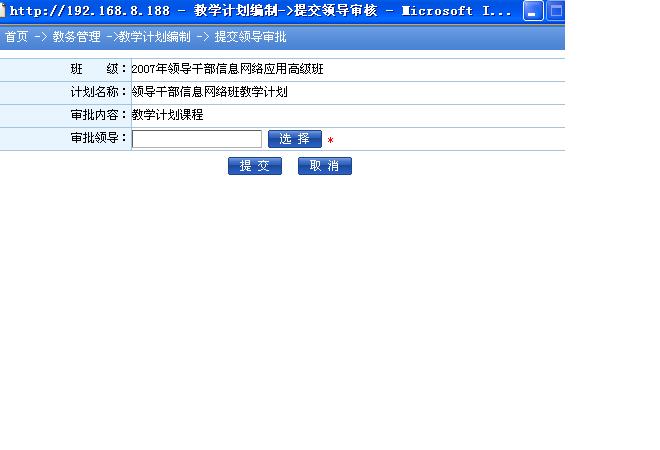 http://192.168.8.188 - 教学计划编制->提交领导审核 - Microsoft I...
首页 -> 教务管理 ->教学计划编制 -> 提交领导审批
班 级： 2007年领导干部信息网络应用高级班
计划名称： 领导干部信息网络班教学计划
审批内容： 教学计划课程
审批领导： 选 择 *
提 交 取 消